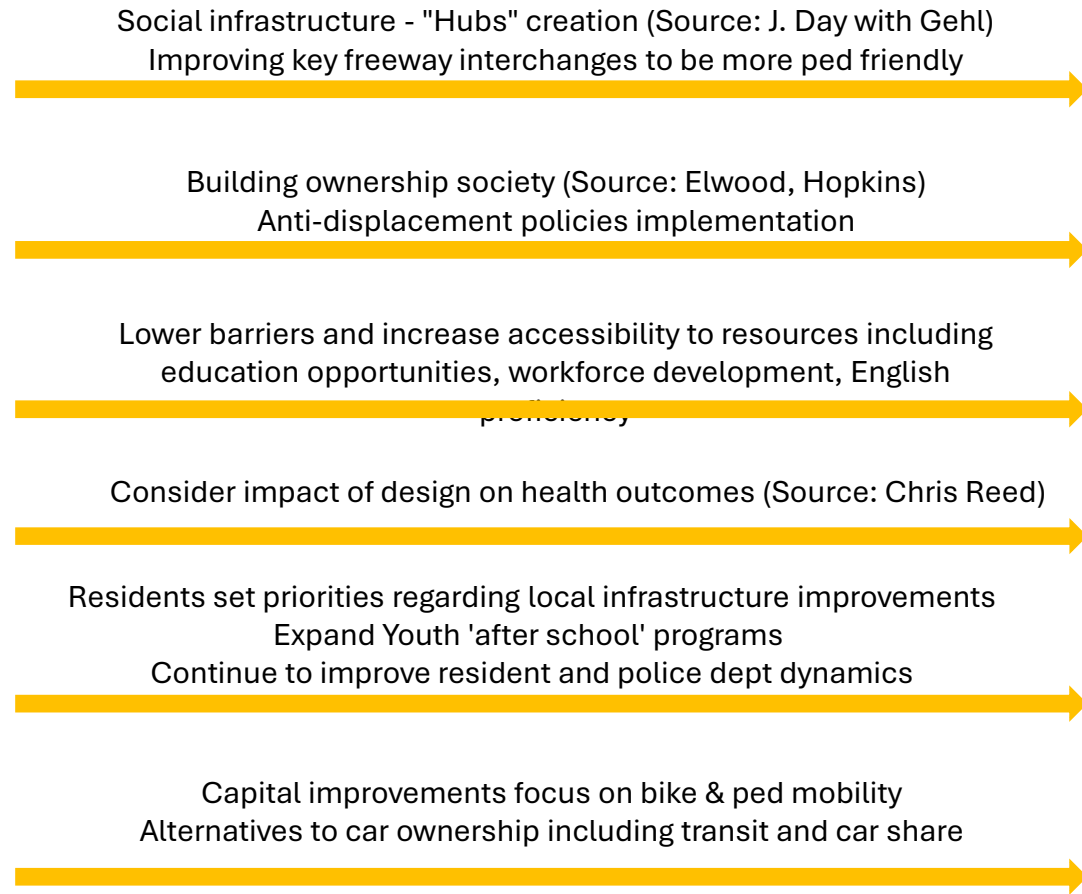 Social infrastructure - "Hubs" creation (Source: J. Day with Gehl)
Improving key freeway interchanges to be more ped friendly
Building ownership society (Source: Elwood, Hopkins)
Anti-displacement policies implementation
Lower barriers and increase accessibility to resources including
education opportunities, workforce development, English
proficiency
Consider impact of design on health outcomes (Source: Chris Reed)
Residents set priorities regarding local infrastructure improvements
Expand Youth 'after school' programs
Continue to improve resident and police dept dynamics
Capital improvements focus on bike & ped mobility
Alternatives to car ownership including transit and car share